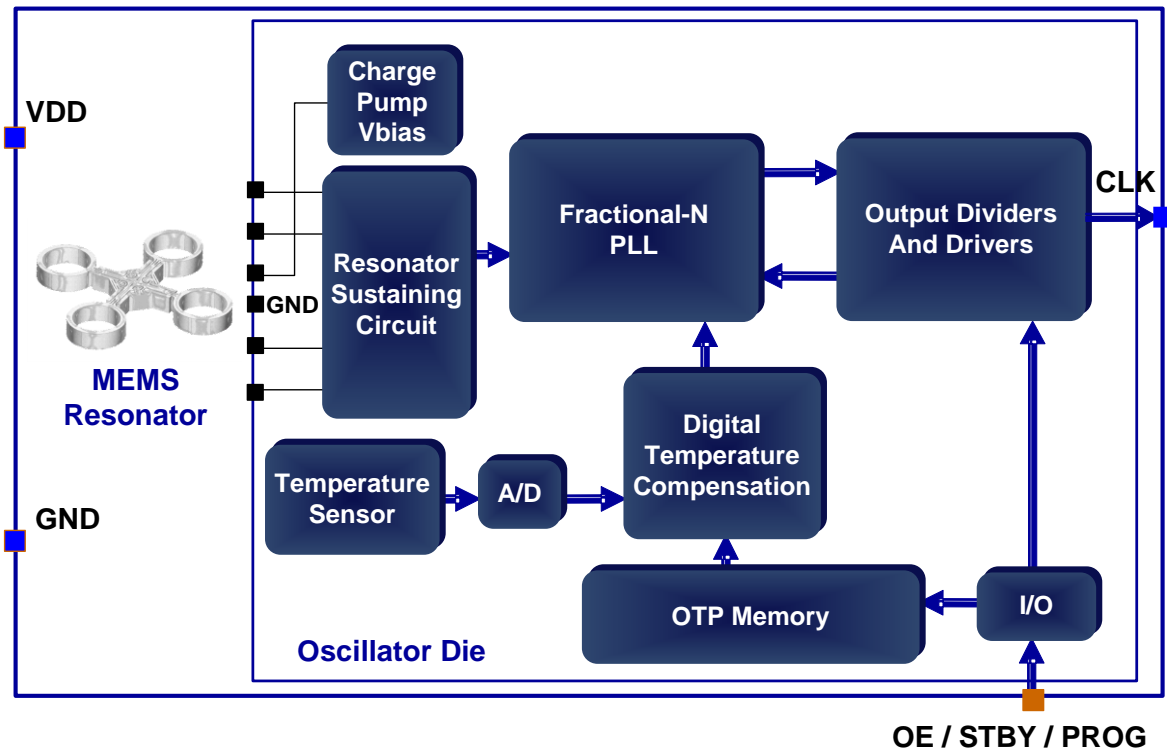 VDD
Charge
Pump
Vbias
Fractional-N
PLL
Output Dividers
And Drivers
CLK
Resonator
Sustaining
Circuit
GND
MEMS
Resonator
Digital
Temperature
Compensation
Temperature
Sensor
A/D
GND
OTP Memory
I/O
Oscillator Die
OE / STBY / PROG